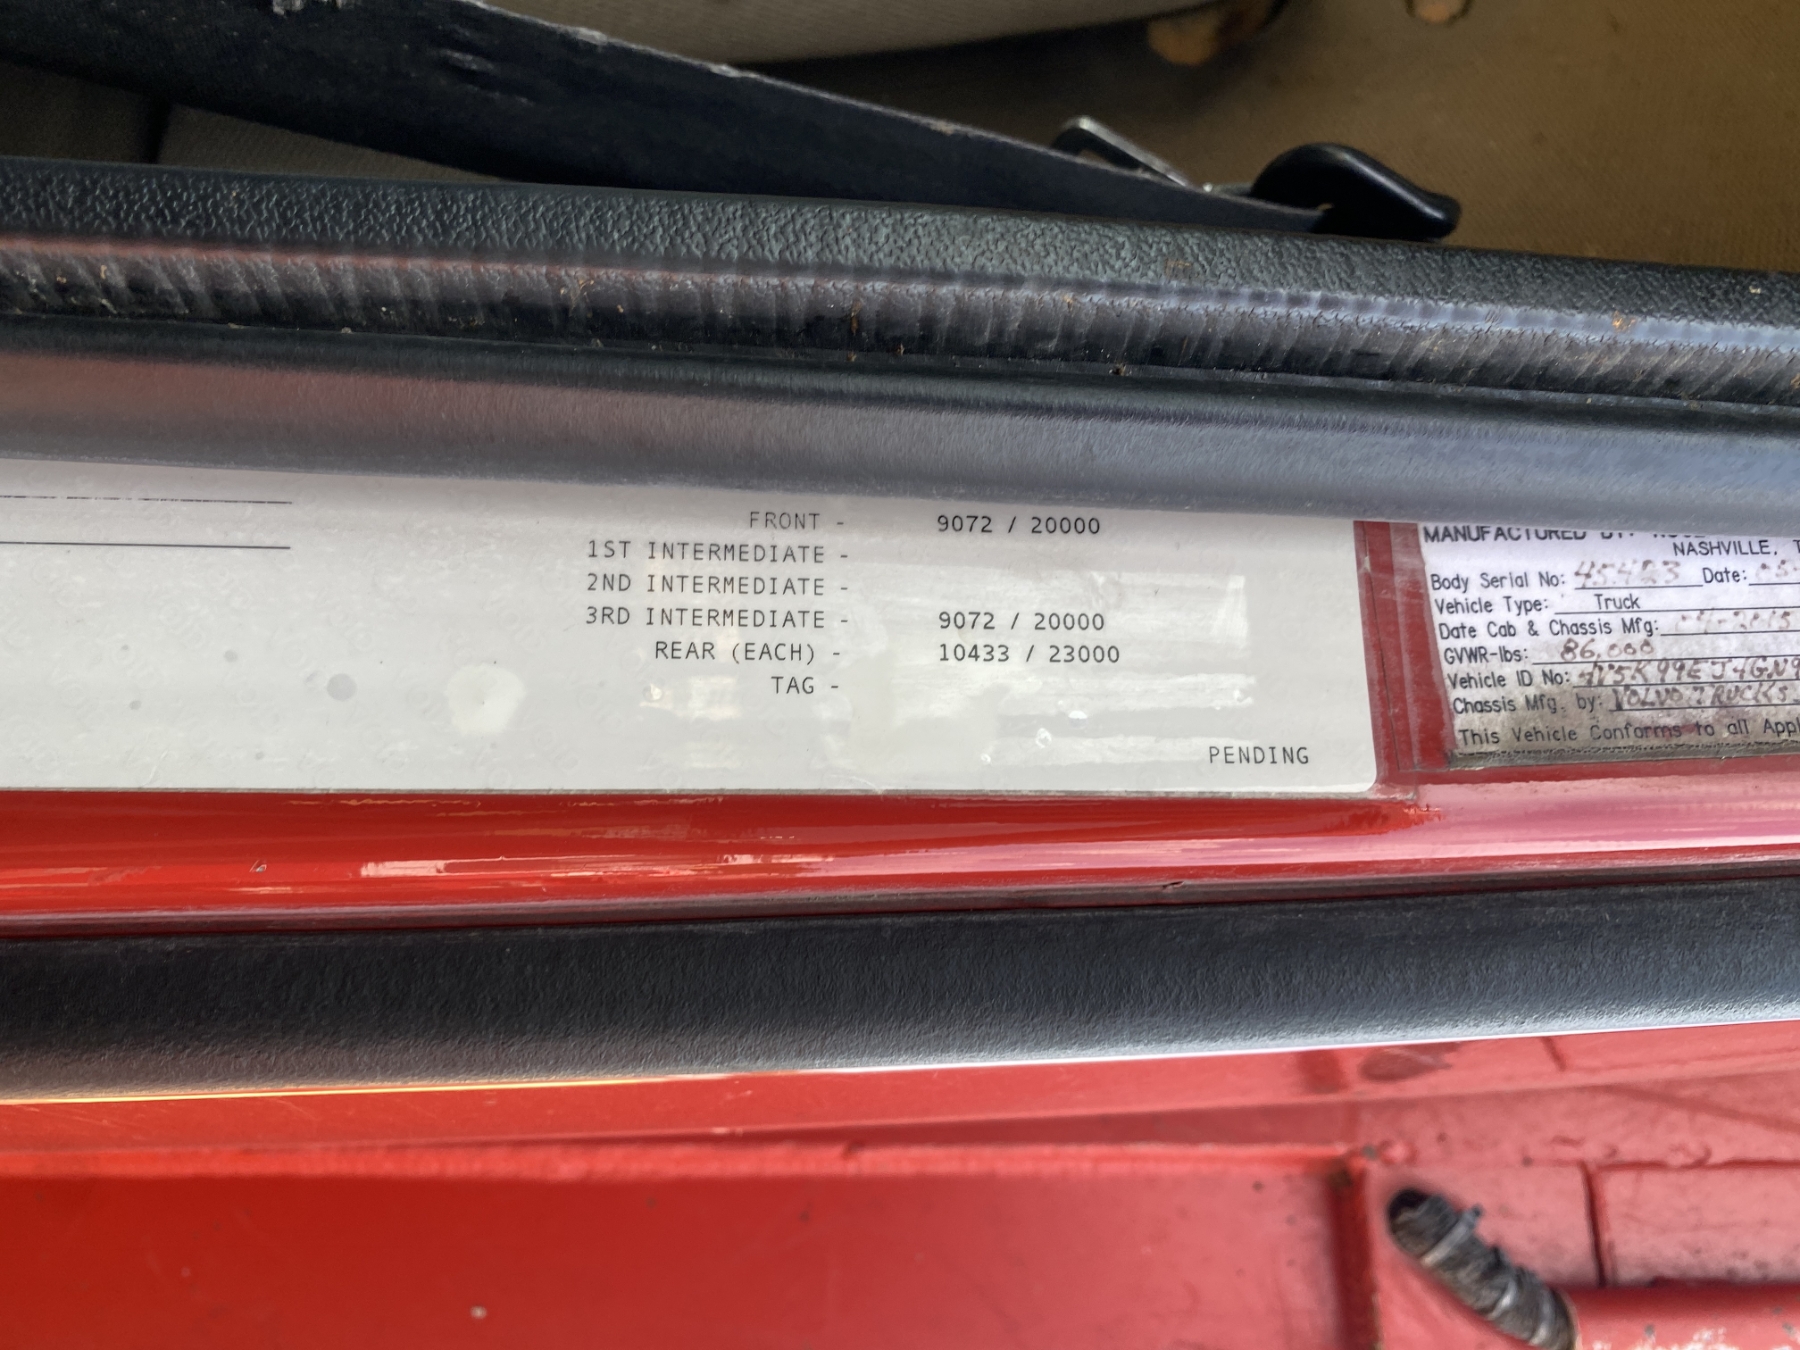 FRONT - 9072 / 20000
1ST INTERMEDIATE -
2ND INTERMEDIATE -
3RD INTERMEDIATE - 9072 / 20000
REAR (EACH) - 10433 / 23000
TAG -
PENDING
MANUFACTURED BY:
NASHVILLE, T
Body Serial No: Date:
Vehicle Type: Truck
Date Cab & Chassis Mfg:
GVWR-lbs: 86,000
Vehicle ID No:
Chassis Mfg. by: VOLVO TRUCKS
This Vehicle Conforms to all Appl